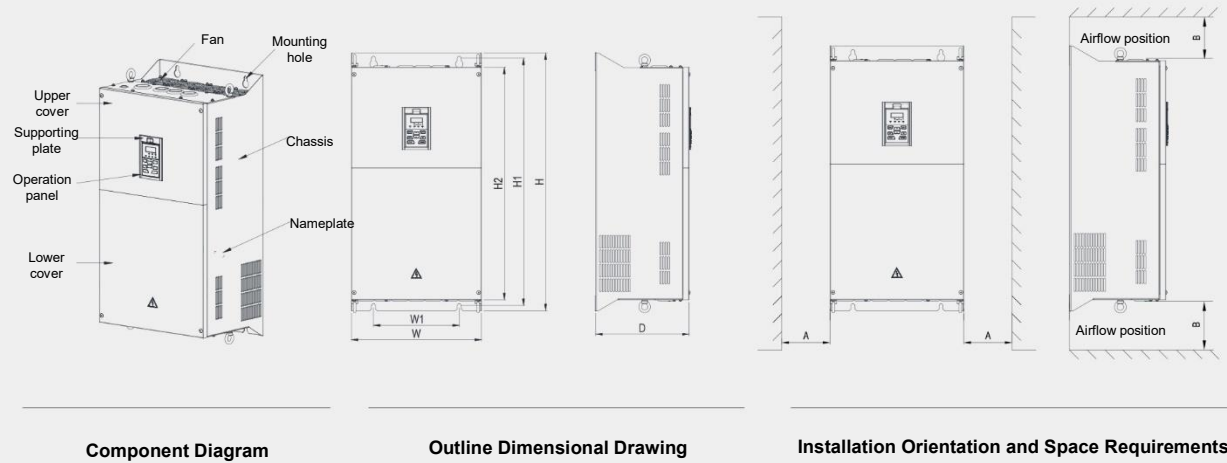 Fan
Mounting
hole
Upper
cover
Supporting
plate
Chassis
Operation
panel
Nameplate
Lower
cover
H2
H1
H
W1
W
D
A
A
Airflow position
B
Airflow position
B
Component Diagram
Outline Dimensional Drawing
Installation Orientation and Space Requirements